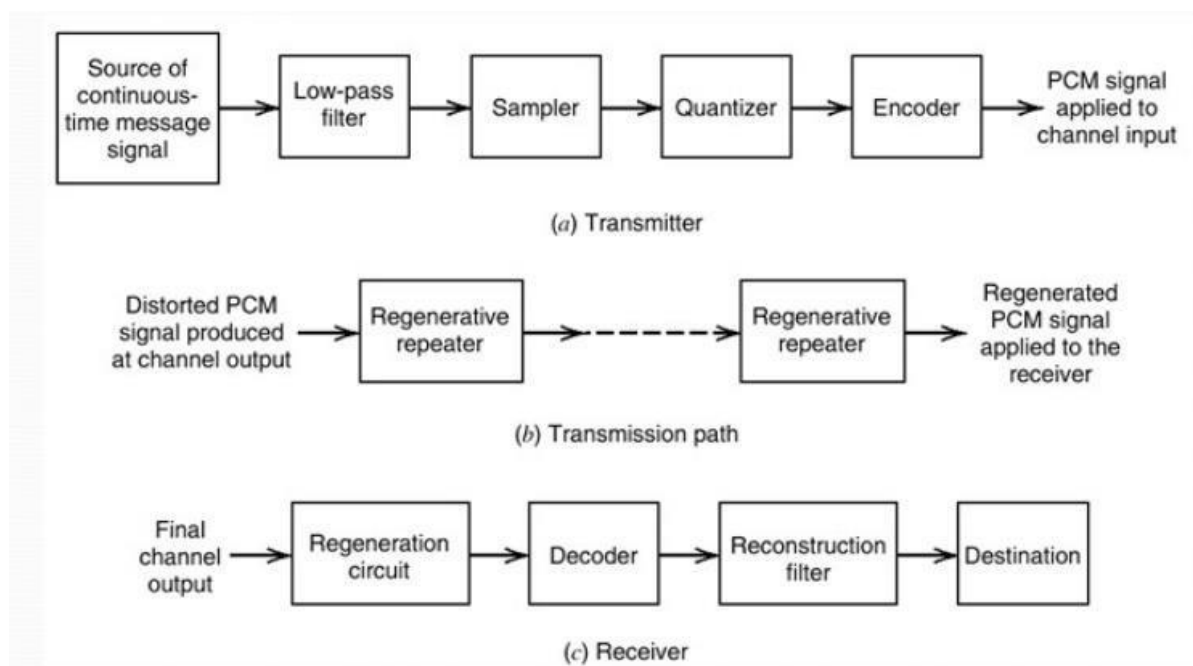 Source of
continuous-
time message
signal
Low-pass
filter
Sampler
Quantizer
Encoder
PCM signal
applied to
channel input
(a) Transmitter
Distorted PCM
signal produced
at channel output
Regenerative
repeater
Regenerative
repeater
Regenerated
PCM signal
applied to the
receiver
(b) Transmission path
Final
channel
output
Regeneration
circuit
Decoder
Reconstruction
filter
Destination
(c) Receiver